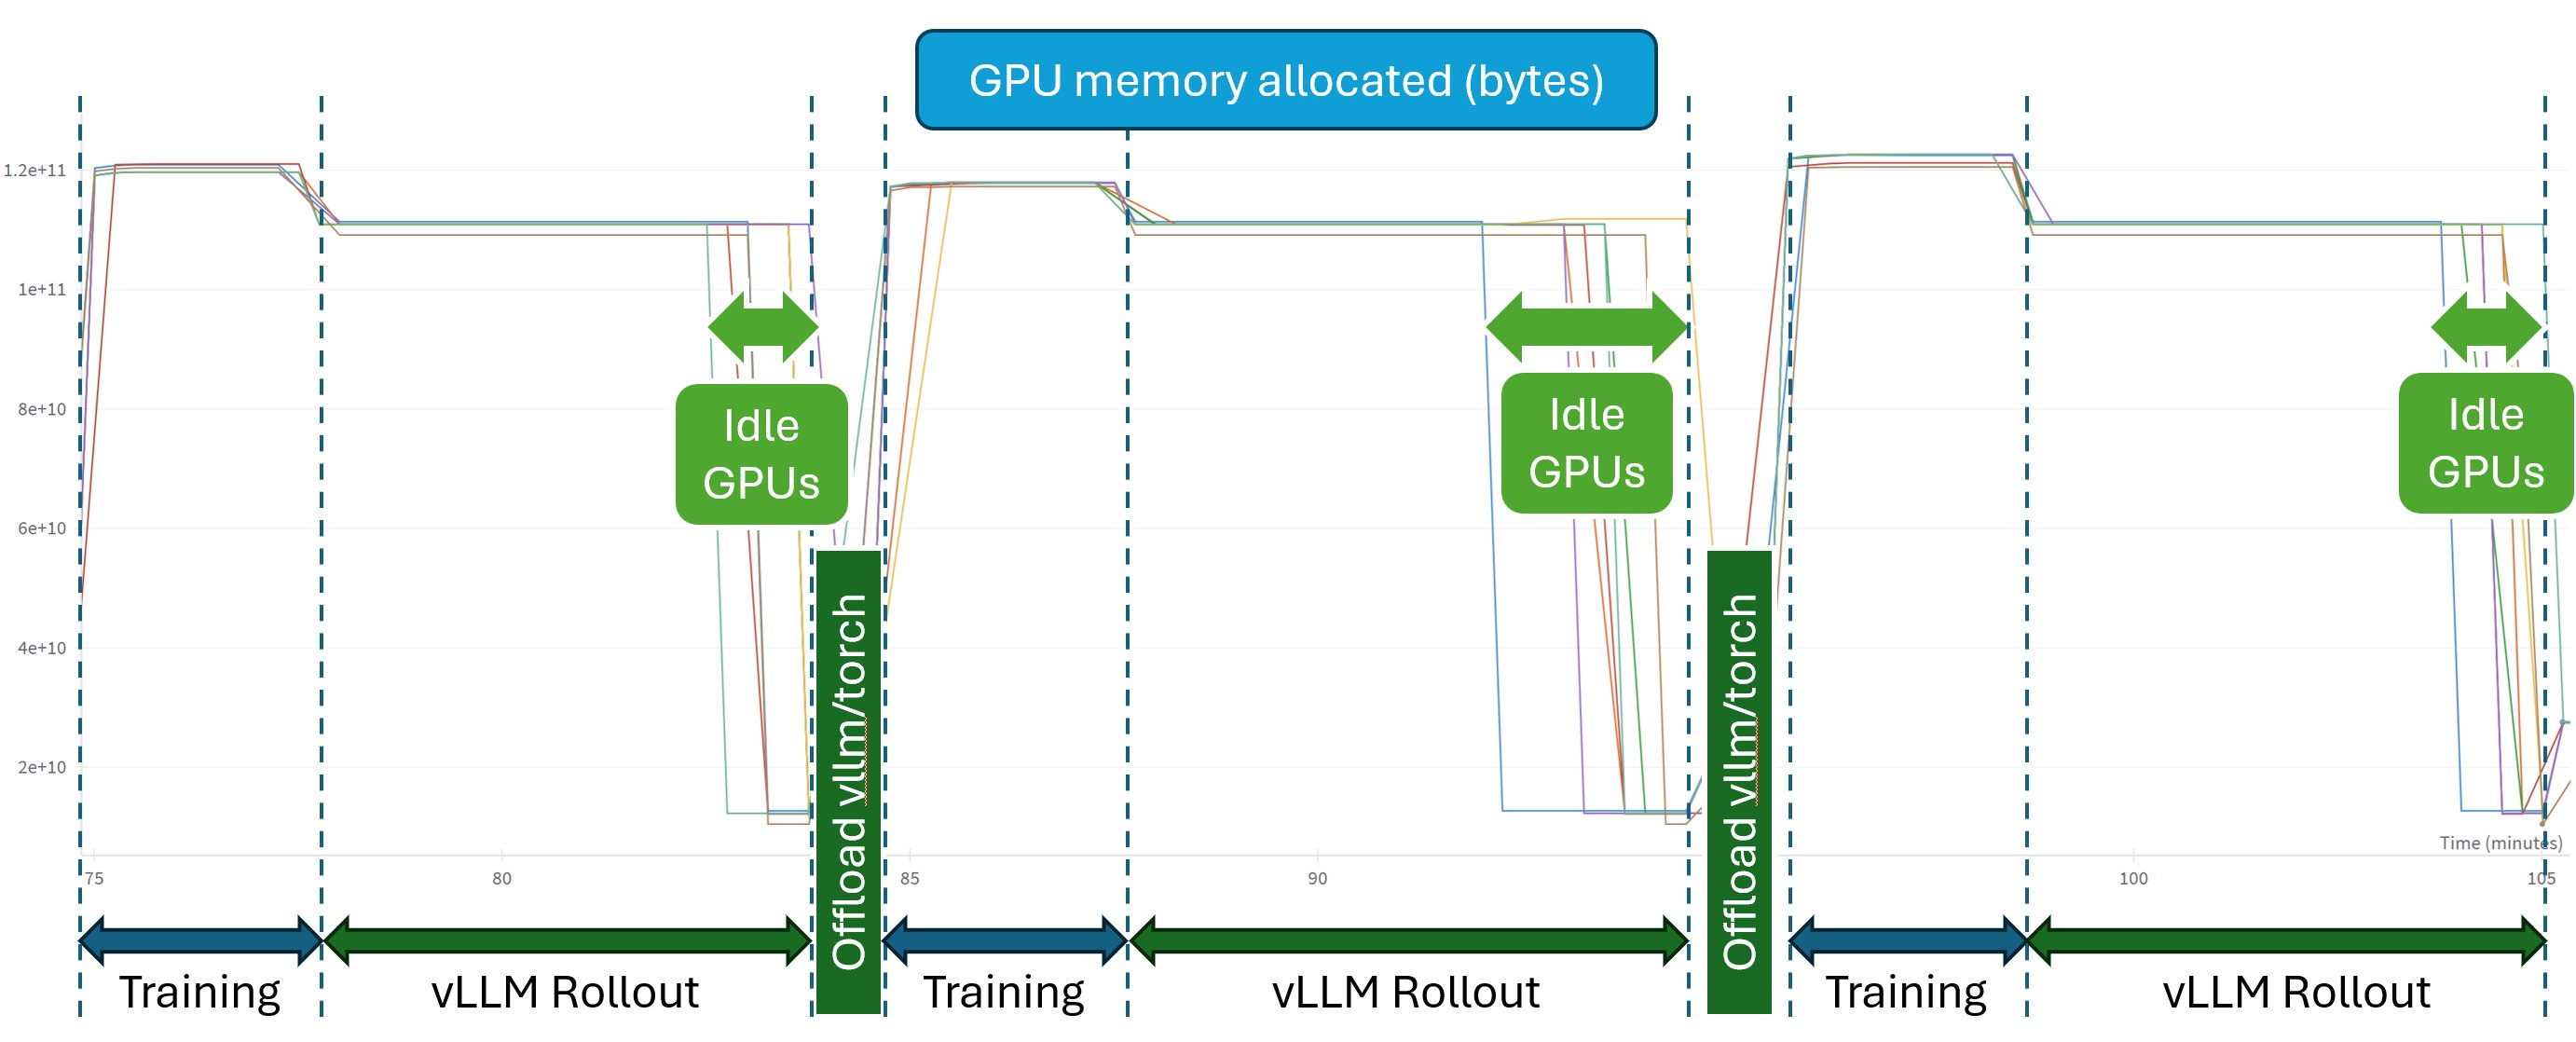 GPU memory allocated (bytes)
1.2e+11
1e+11
8e+10
6e+10
4e+10
2e+10
Idle
GPUs
Idle
GPUs
Idle
GPUs
Offload vllm/torch
Offload vllm/torch
Time (minutes)
75
80
85
90
100
105
Training
vLLM Rollout
Training
vLLM Rollout
Training
vLLM Rollout